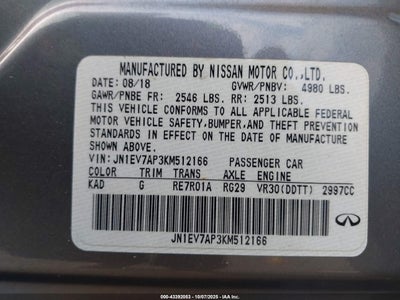 MANUFACTURED BY NISSAN MOTOR CO.,LTD.
DATE: 08/18 GVWR/PNBV: 4980 LBS.
GAWR/PNBE FR: 2546 LBS. RR: 2513 LBS.
THIS VEHICLE CONFORMS TO ALL APPLICABLE FEDERAL
MOTOR VEHICLE SAFETY,BUMPER,AND THEFT PREVENTION
STANDARDS IN EFFECT ON THE DATE OF MANUFACTURE
SHOWN ABOVE.
VIN: JN1EV7AP3KM512166 PASSENGER CAR
COLOR TRIM TRANS AXLE ENGINE
KAD G RE7R01A RG29 VR30(DDTT) 2997CC
JN1EV7AP3KM512166
INFINITI
ID: 000-43392053 - 10/07/2025 - IAA Inc.